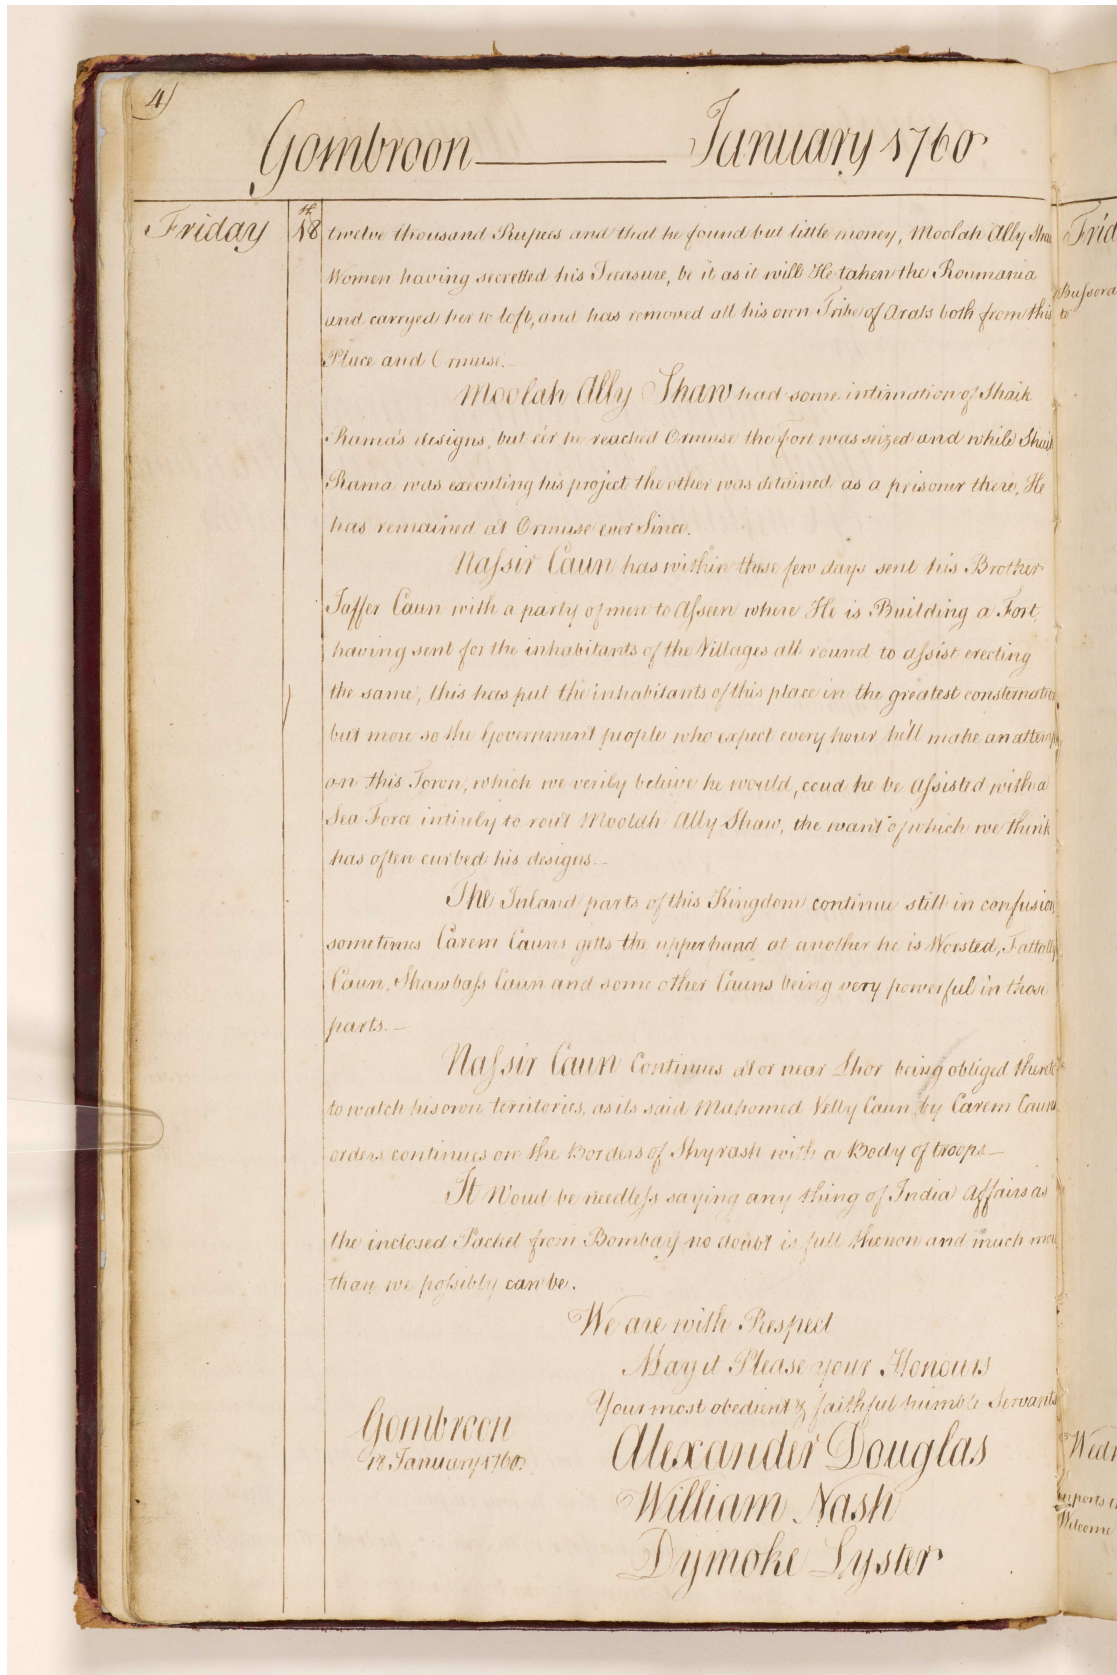 4)
Gombroon January 1760
Friday 18 twelve thousand Rupees and that he found but little money, Moolah Ally Shaw
Women having secretted his Treasure, be it as it will He taken the Roumania
and carryed her to loft, and has removed all his own Tribe of Arabs both from this
Place and Ormuse.
Moolah Ally Shaw had some intimation of Shaik
Rama's designs, but e'er he reached Ormuse the Fort was seized and while Shaik
Rama was executing his project the other was detained as a prisoner there, He
has remained at Ormuse ever Since.
Nassir Caun has within these few days sent his Brother
Jaffer Caun with a party of men to Asseen where He is Building a Fort,
having sent for the inhabitants of the Villages all round to assist erecting
the same, this has put the inhabitants of this place in the greatest consternation
but more so the Government people who expect every hour he'll make an attempt
on this Town, which we verily believe he would, coud he be assisted with a
Sea Force intirely to rout Moolah Ally Shaw, the want of which we think
has often curbed his designs.
The Inland parts of this Kingdom continue still in confusion
sometimes Carem Cauns getts the upperhand at another he is Worsted, Fattally
Caun, Shawbass Caun and some other Cauns being very powerful in those
parts.
Nassir Caun Continues at or near Shor being obliged thereto
to watch his own territories, as its said Mahomed Velly Caun by Carem Cauns
orders continues on the Borders of Shyrash with a Body of troops
It Woud be needless saying any thing of India Affairs as
the inclosed Packet from Bombay no doubt is full thereon and much more
than we possibly can be.
We are with Respect
May it Please your Honours
Your most obedient & faithful humble Servants
Gombroon
18 January 1760.
Alexander Douglas
William Nash
Dymoke Lyster
Frid
Bussora
to
Wedn
imports
Welcome